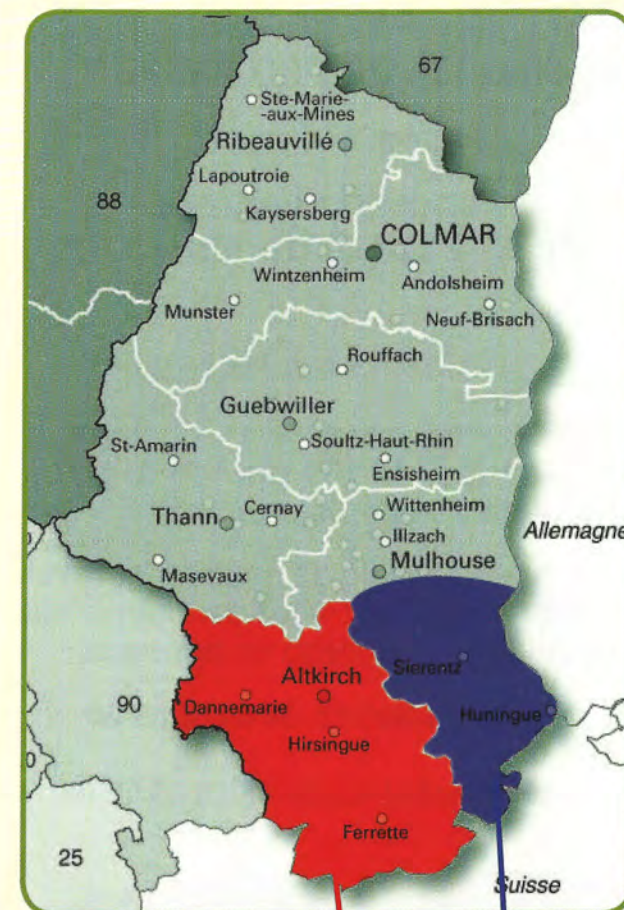 67
Ste-Marie-
-aux-Mines
Ribeauvillé
88
Lapoutroie
Kaysersberg
COLMAR
Wintzenheim
Andolsheim
Munster
Neuf-Brisach
Rouffach
Guebwiller
St-Amarin
Soultz-Haut-Rhin
Ensisheim
Thann
Cernay
Wittenheim
Illzach
Allemagne
Mulhouse
Masevaux
Sierentz
Altkirch
90
Dannemarie
Huningue
Hirsingue
Ferrette
25
Suisse